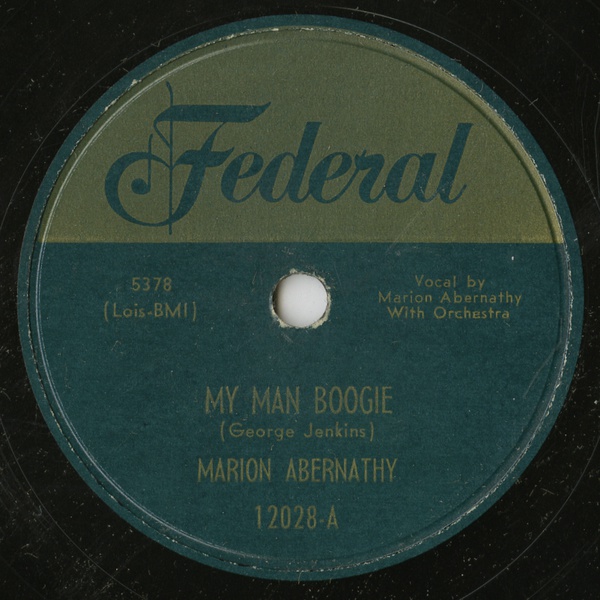 Federal
5378
(Lois-BMI)
Vocal by
Marion Abernathy
With Orchestra
MY MAN BOOGIE
(George Jenkins)
MARION ABERNATHY
12028-A